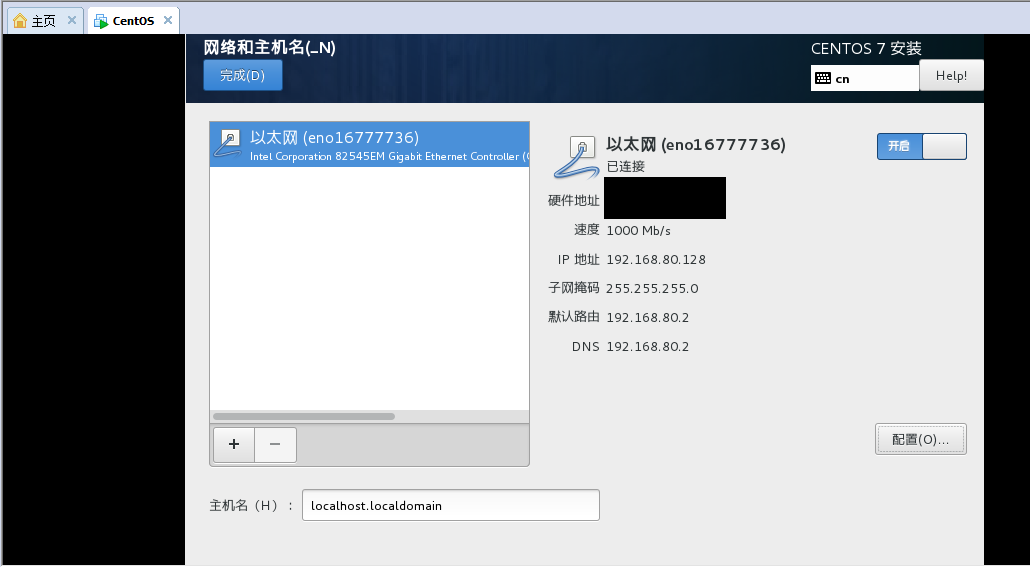 主页
CentOS
网络和主机名(_N)
CENTOS 7 安装
完成(D)
cn
Help!
以太网 (eno16777736)
Intel Corporation 82545EM Gigabit Ethernet Controller (
以太网 (eno16777736)
已连接
开启
硬件地址
速度 1000 Mb/s
IP 地址 192.168.80.128
子网掩码 255.255.255.0
默认路由 192.168.80.2
DNS 192.168.80.2
+ −
配置(O)...
主机名（H）： localhost.localdomain